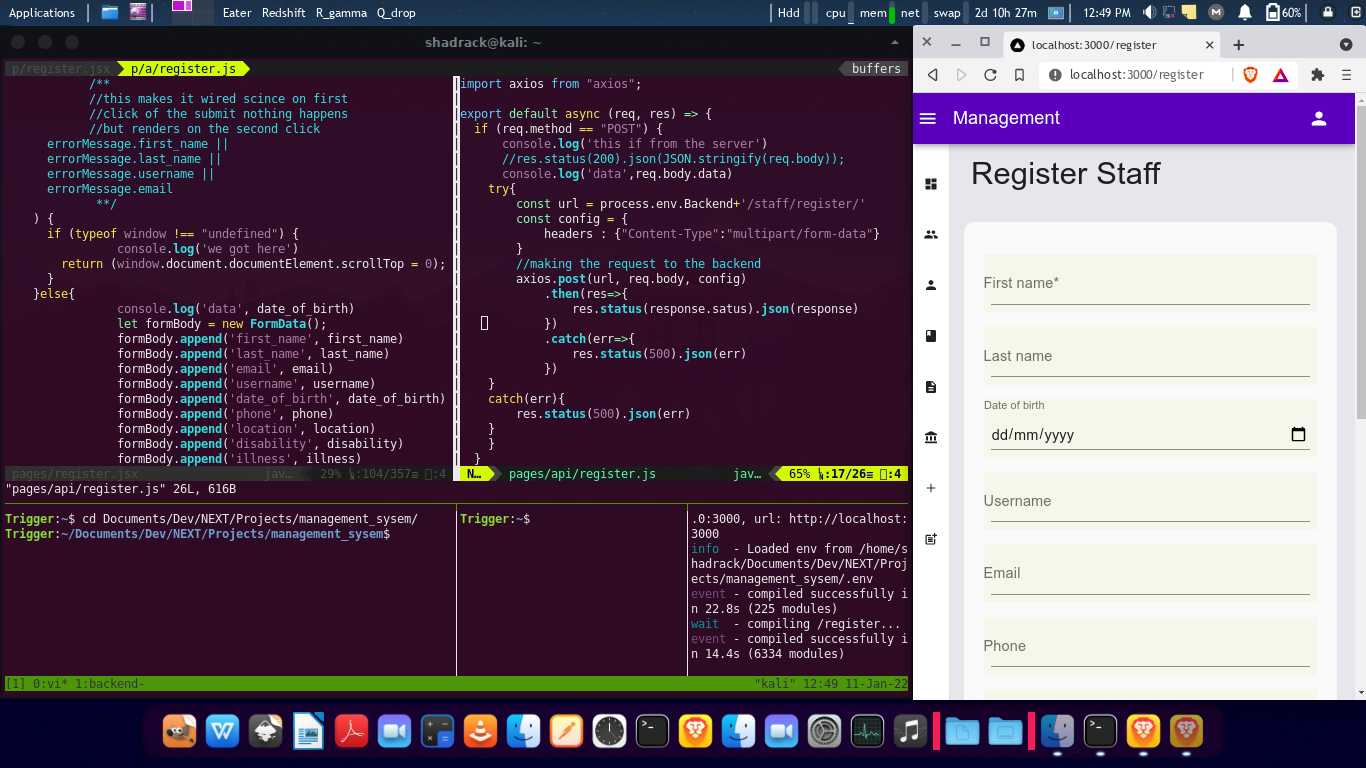 Applications Eater Redshift R_gamma Q_drop Hdd cpu mem net swap 2d 10h 27m 12:49 PM M 60%
shadrack@kali: ~
p/register.jsx p/a/register.js buffers
/**
//this makes it wired scince on first
//click of the submit nothing happens
//but renders on the second click
errorMessage.first_name ||
errorMessage.last_name ||
errorMessage.username ||
errorMessage.email
**/
) {
if (typeof window !== "undefined") {
console.log('we got here')
return (window.document.documentElement.scrollTop = 0);
}
}else{
console.log('data', date_of_birth)
let formBody = new FormData();
formBody.append('first_name', first_name)
formBody.append('last_name', last_name)
formBody.append('email', email)
formBody.append('username', username)
formBody.append('date_of_birth', date_of_birth)
formBody.append('phone', phone)
formBody.append('location', location)
formBody.append('disability', disability)
formBody.append('illness', illness)
pages/register.jsx jav… 29% :104/357≡ :4
import axios from "axios";
export default async (req, res) => {
if (req.method == "POST") {
console.log('this if from the server')
//res.status(200).json(JSON.stringify(req.body));
console.log('data',req.body.data)
try{
const url = process.env.Backend+'/staff/register/'
const config = {
headers : {"Content-Type":"multipart/form-data"}
}
//making the request to the backend
axios.post(url, req.body, config)
.then(res=>{
res.status(response.satus).json(response)
})
.catch(err=>{
res.status(500).json(err)
})
}
catch(err){
res.status(500).json(err)
}
}
}
N… pages/api/register.js jav… 65% :17/26≡ :4
"pages/api/register.js" 26L, 616B
Trigger:~$ cd Documents/Dev/NEXT/Projects/management_sysem/
Trigger:~/Documents/Dev/NEXT/Projects/management_sysem$
Trigger:~$
.0:3000, url: http://localhost:
3000
info - Loaded env from /home/s
hadrack/Documents/Dev/NEXT/Proj
ects/management_sysem/.env
event - compiled successfully i
n 22.8s (225 modules)
wait - compiling /register...
event - compiled successfully i
n 14.4s (6334 modules)
[1] 0:vi* 1:backend- "kali" 12:49 11-Jan-22
localhost:3000/register
localhost:3000/register
Management
Register Staff
First name*
Last name
Date of birth
dd/mm/yyyy
Username
Email
Phone